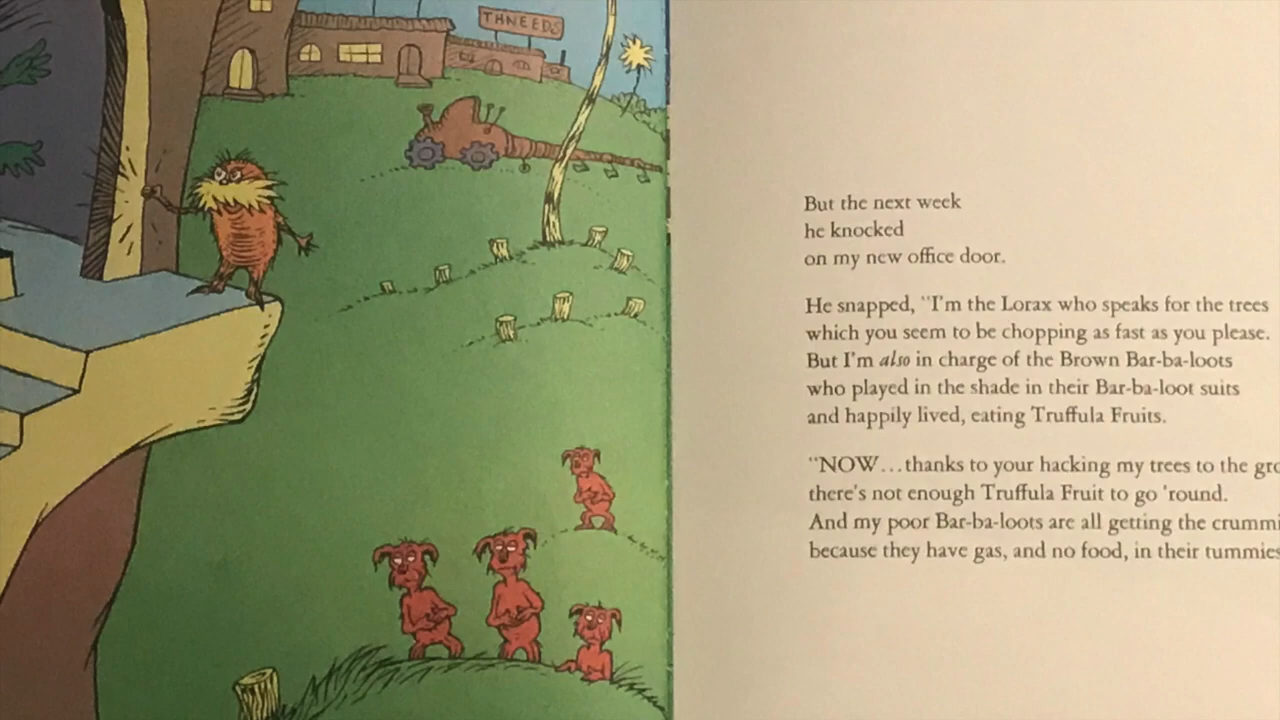 THNEEDS
But the next week
he knocked
on my new office door.
He snapped, "I'm the Lorax who speaks for the trees
which you seem to be chopping as fast as you please.
But I'm also in charge of the Brown Bar-ba-loots
who played in the shade in their Bar-ba-loot suits
and happily lived, eating Truffula Fruits.
"NOW...thanks to your hacking my trees to the
there's not enough Truffula Fruit to go 'round.
And my poor Bar-ba-loots are all getting the
because they have gas, and no food, in their tummies